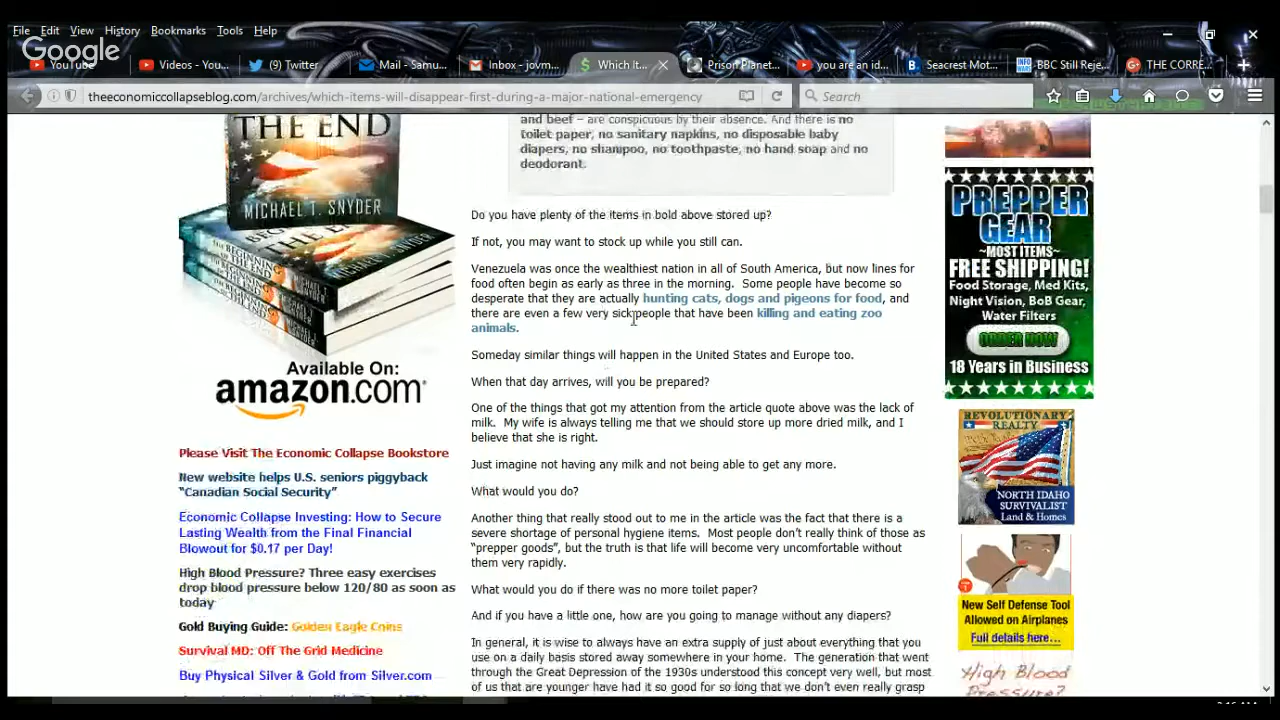 File Edit View History Bookmarks Tools Help
Google
YouTube Videos - You... (9) Twitter Mail - Samu... Inbox - jovm... Which it... Prison Planet... you are an id... Seacrest Mot... BBC Still Reje... THE CORRE...
theeconomiccollapseblog.com/archives/which-items-will-disappear-first-during-a-major-national-emergency
Search
THE END
MICHAEL T. SNYDER
Available On:
amazon.com
Please Visit The Economic Collapse Bookstore
New website helps U.S. seniors piggyback
"Canadian Social Security"
Economic Collapse Investing: How to Secure
Lasting Wealth from the Final Financial
Blowout for $0.17 per Day!
High Blood Pressure? Three easy exercises
drop blood pressure below 120/80 as soon as
today
Gold Buying Guide: Golden Eagle Coins
Survival MD: Off The Grid Medicine
Buy Physical Silver & Gold from Silver.com
and beef – are conspicuous by their absence. And there is no
toilet paper, no sanitary napkins, no disposable baby
diapers, no shampoo, no toothpaste, no hand soap and no
deodorant.
Do you have plenty of the items in bold above stored up?
If not, you may want to stock up while you still can.
Venezuela was once the wealthiest nation in all of South America, but now lines for
food often begin as early as three in the morning. Some people have become so
desperate that they are actually hunting cats, dogs and pigeons for food, and
there are even a few very sick people that have been killing and eating zoo
animals.
Someday similar things will happen in the United States and Europe too.
When that day arrives, will you be prepared?
One of the things that got my attention from the article quote above was the lack of
milk. My wife is always telling me that we should store up more dried milk, and I
believe that she is right.
Just imagine not having any milk and not being able to get any more.
What would you do?
Another thing that really stood out to me in the article was the fact that there is a
severe shortage of personal hygiene items. Most people don't really think of those as
"prepper goods", but the truth is that life will become very uncomfortable without
them very rapidly.
What would you do if there was no more toilet paper?
And if you have a little one, how are you going to manage without any diapers?
In general, it is wise to always have an extra supply of just about everything that you
use on a daily basis stored away somewhere in your home. The generation that went
through the Great Depression of the 1930s understood this concept very well, but most
of us that are younger have had it so good for so long that we don't even really grasp
PREPPER
GEAR
~MOST ITEMS~
FREE SHIPPING!
Food Storage, Med Kits,
Night Vision, BoB Gear,
Water Filters
ORDER NOW
18 Years in Business
REVOLUTIONARY
REALTY
NORTH IDAHO
SURVIVALIST
Land & Homes
New Self Defense Tool
Allowed on Airplanes
Full details here...
High Blood
Pressure?